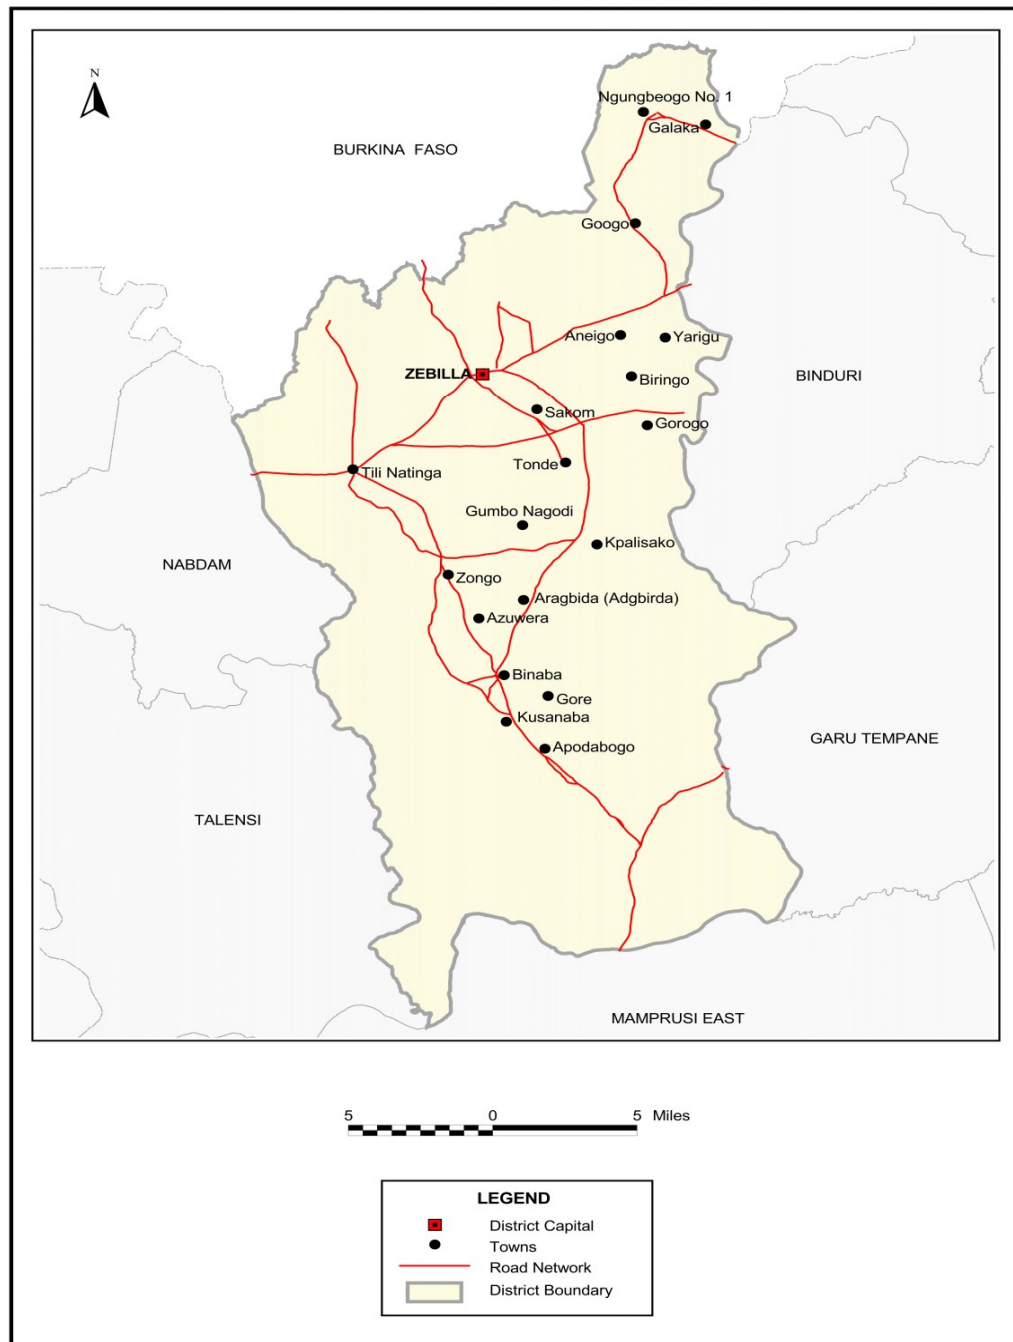 N
Ngungbeogo No. 1
Galaka
BURKINA FASO
Googo
Aneigo
Yarigu
ZEBILLA
Biringo
BINDURI
Sakom
Gorogo
Tonde
Tili Natinga
Gumbo Nagodi
Kpalisako
NABDAM
Zongo
Aragbida (Adgbirda)
Azuwera
Binaba
Gore
Kusanaba
GARU TEMPANE
Apodabogo
TALENSI
MAMPRUSI EAST
5 0 5 Miles
LEGEND
District Capital
Towns
Road Network
District Boundary